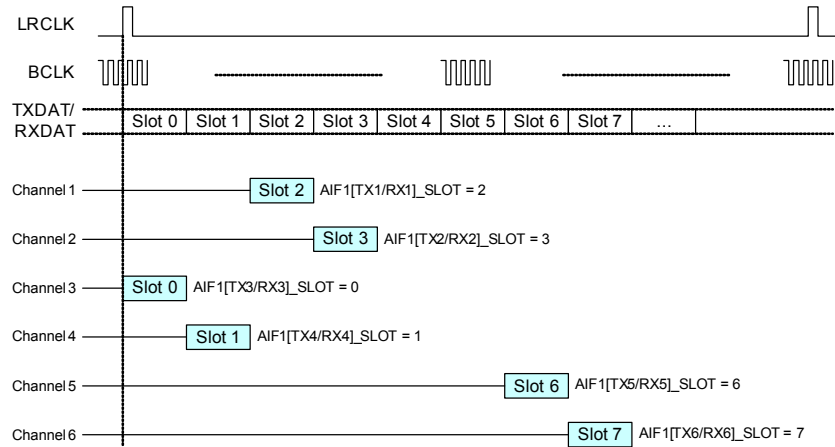 LRCLK
BCLK
TXDAT/
RXDAT
Slot 0 Slot 1 Slot 2 Slot 3 Slot 4 Slot 5 Slot 6 Slot 7 ...
Channel 1 Slot 2 AIF1[TX1/RX1]_SLOT = 2
Channel 2 Slot 3 AIF1[TX2/RX2]_SLOT = 3
Channel 3 Slot 0 AIF1[TX3/RX3]_SLOT = 0
Channel 4 Slot 1 AIF1[TX4/RX4]_SLOT = 1
Channel 5 Slot 6 AIF1[TX5/RX5]_SLOT = 6
Channel 6 Slot 7 AIF1[TX6/RX6]_SLOT = 7